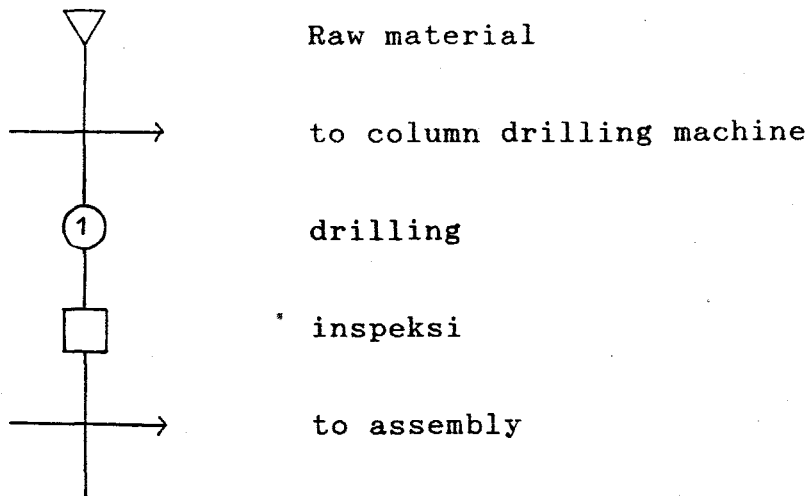 Raw material
to column drilling machine
1
drilling
inspeksi
to assembly